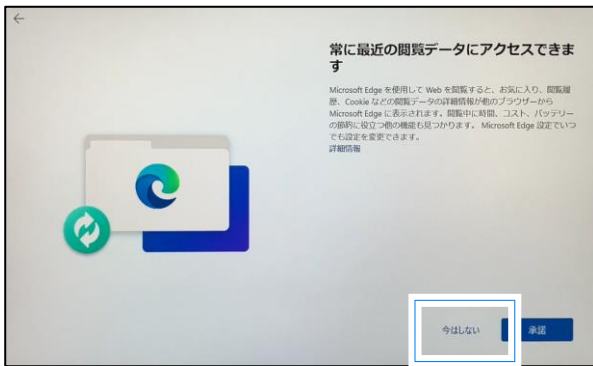 常に最近の閲覧データにアクセスできま
す
Microsoft Edge を使用して Web を閲覧すると、お気に入り、閲覧履
歴、Cookie などの閲覧データの詳細情報が他のブラウザーから
Microsoft Edge に表示されます。閲覧中に時間、コスト、バッテリー
の節約に役立つ他の機能も見つかります。 Microsoft Edge 設定でいつ
でも設定を変更できます。
詳細情報
今はしない
承諾